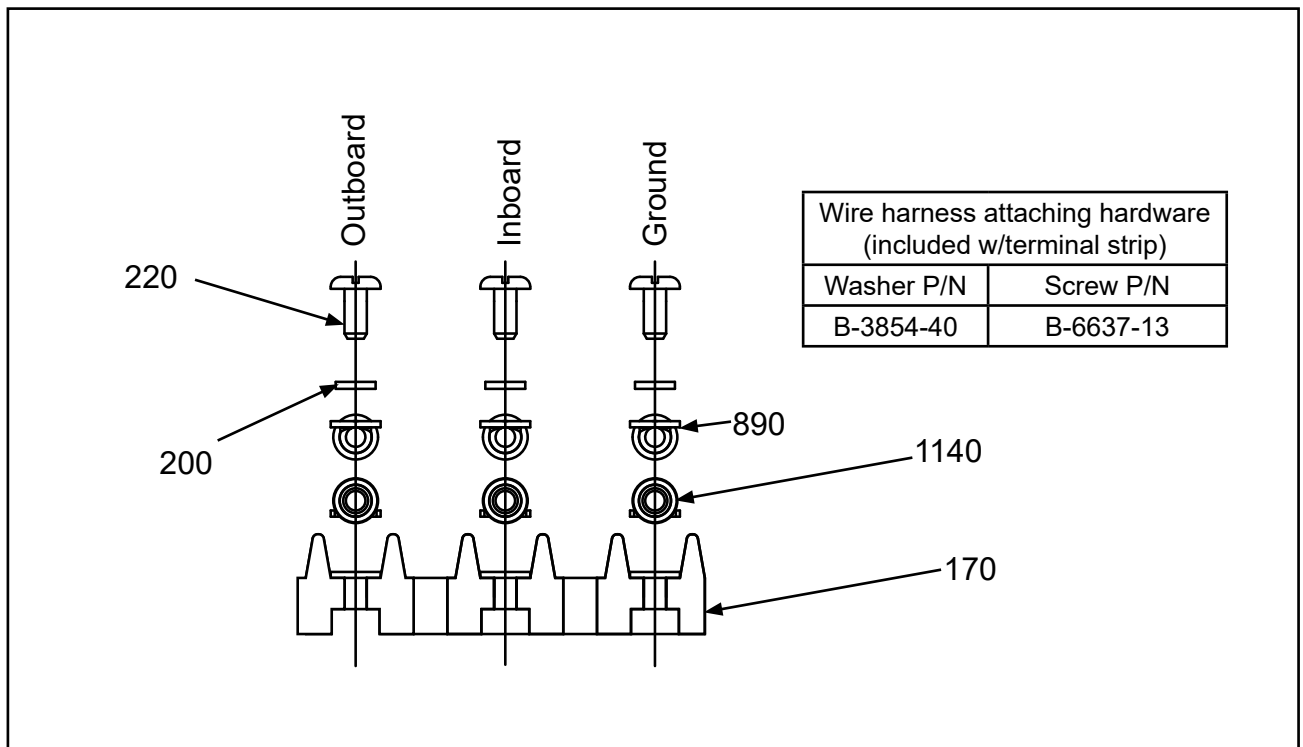 Outboard
Inboard
Ground
Wire harness attaching hardware
(included w/terminal strip)
Washer P/N
Screw P/N
B-3854-40
B-6637-13
220
200
890
1140
170